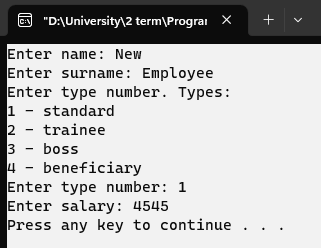 "D:\University\2 term\Progran
Enter name: New
Enter surname: Employee
Enter type number. Types:
1 - standard
2 - trainee
3 - boss
4 - beneficiary
Enter type number: 1
Enter salary: 4545
Press any key to continue . . .